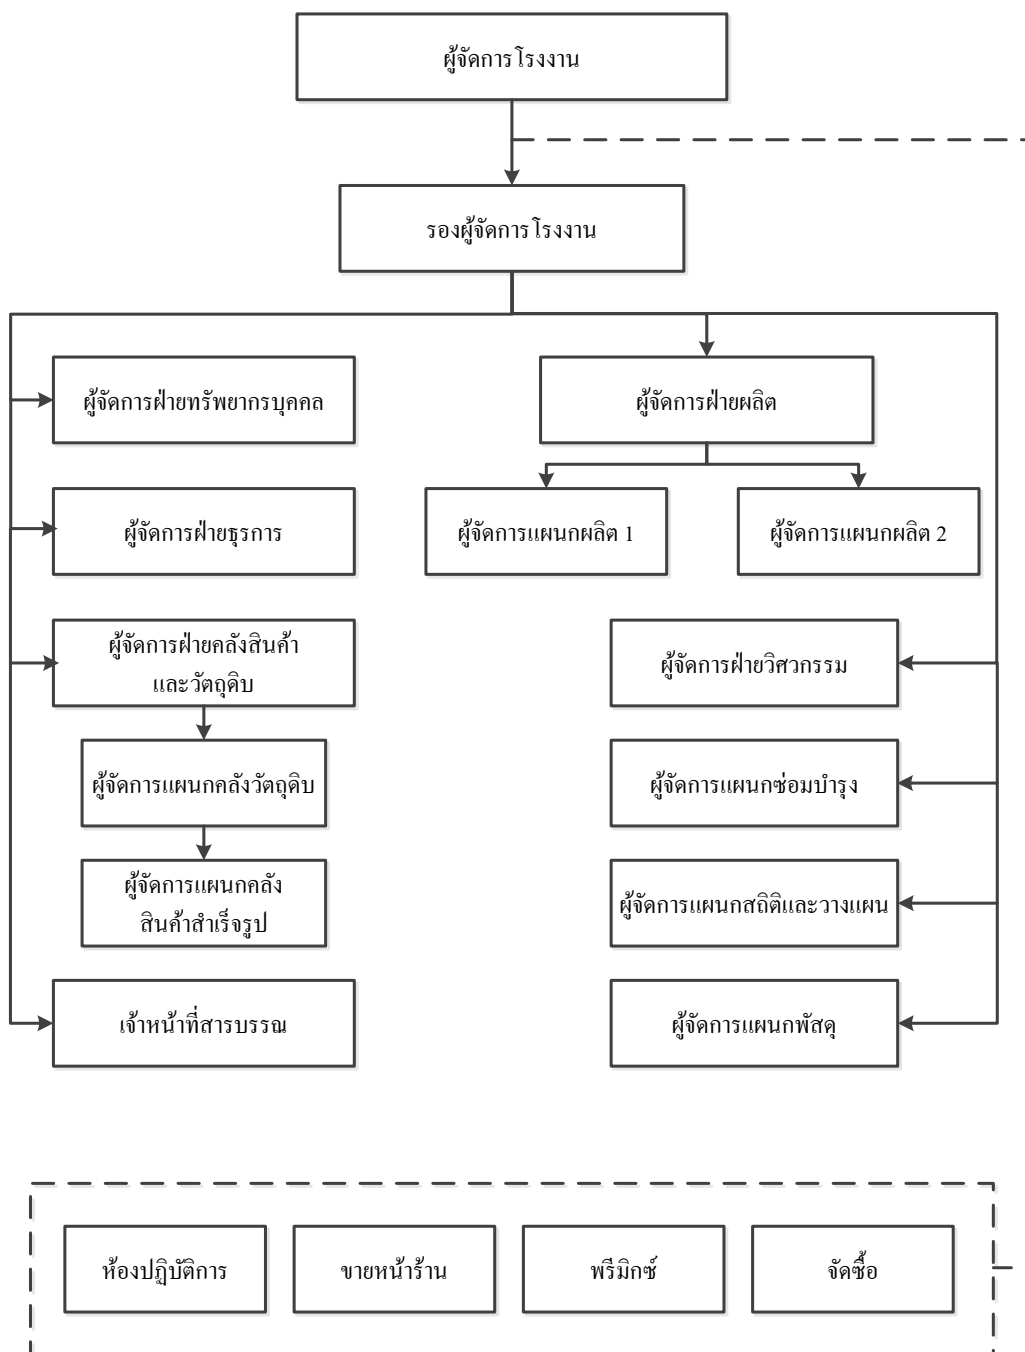 ผู้จัดการโรงงาน
รองผู้จัดการโรงงาน
ผู้จัดการฝ่ายทรัพยากรบุคคล
ผู้จัดการฝ่ายผลิต
ผู้จัดการฝ่ายธุรการ
ผู้จัดการแผนกผลิต 1
ผู้จัดการแผนกผลิต 2
ผู้จัดการฝ่ายคลังสินค้า
และวัตถุดิบ
ผู้จัดการฝ่ายวิศวกรรม
ผู้จัดการแผนกคลังวัตถุดิบ
ผู้จัดการแผนกซ่อมบำรุง
ผู้จัดการแผนกคลัง
สินค้าสำเร็จรูป
ผู้จัดการแผนกสถิติและวางแผน
เจ้าหน้าที่สารบรรณ
ผู้จัดการแผนกพัสดุ
ห้องปฏิบัติการ
ขายหน้าร้าน
พรีมิกซ์
จัดซื้อ